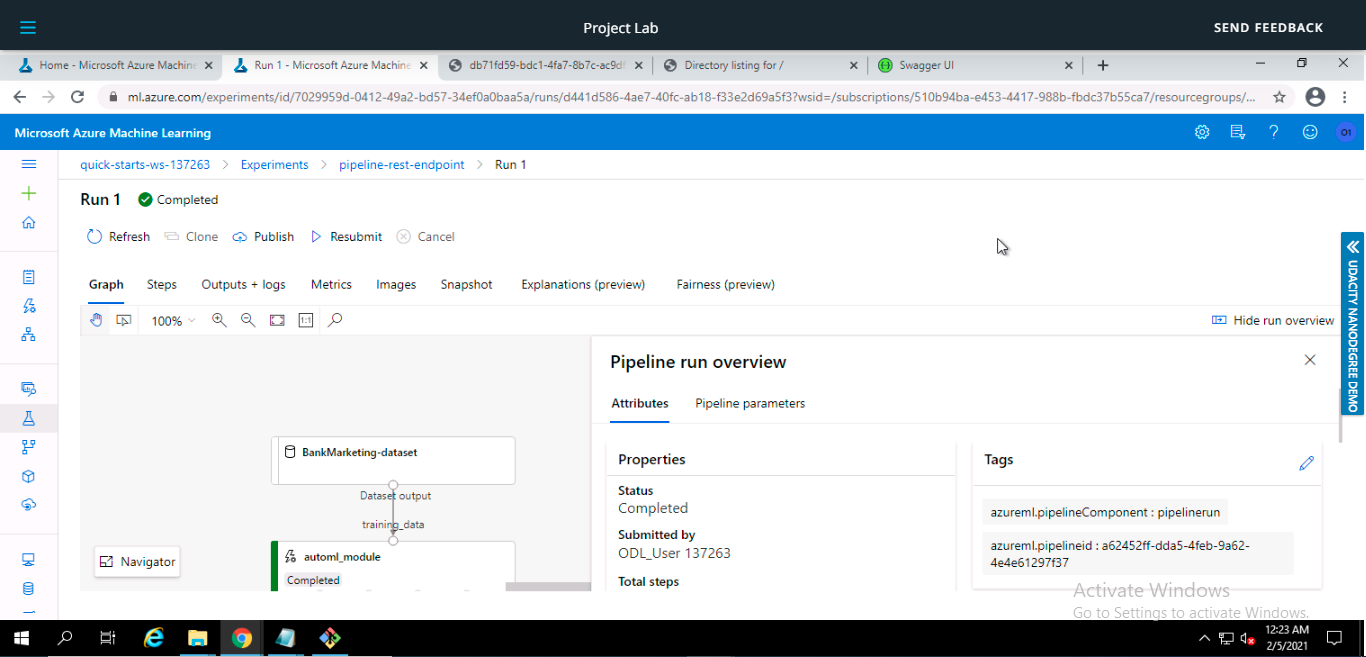 Project Lab
SEND FEEDBACK
Home - Microsoft Azure Machine
Run 1 - Microsoft Azure Machine
db71fd59-bdc1-4fa7-8b7c-ac9df
Directory listing for /
Swagger UI
ml.azure.com/experiments/id/7029959d-0412-49a2-bd57-34ef0a0baa5a/runs/d441d586-4ae7-40fc-ab18-f33e2d69a5f3?wsid=/subscriptions/510b94ba-e453-4417-988b-fbdc37b55ca7/resourcegroups/...
Microsoft Azure Machine Learning
O1
quick-starts-ws-137263 > Experiments > pipeline-rest-endpoint > Run 1
Run 1 Completed
Refresh Clone Publish Resubmit Cancel
Graph Steps Outputs + logs Metrics Images Snapshot Explanations (preview) Fairness (preview)
100% 1:1 Hide run overview
UDACITY NANODEGREE DEMO
Pipeline run overview
Attributes Pipeline parameters
BankMarketing-dataset
Dataset output
training_data
automl_module
Completed
Navigator
Properties
Status
Completed
Submitted by
ODL_User 137263
Total steps
Tags
azureml.pipelineComponent : pipelinerun
azureml.pipelineid : a62452ff-dda5-4feb-9a62-
4e4e61297f37
Activate Windows
Go to Settings to activate Windows.
12:23 AM
2/5/2021